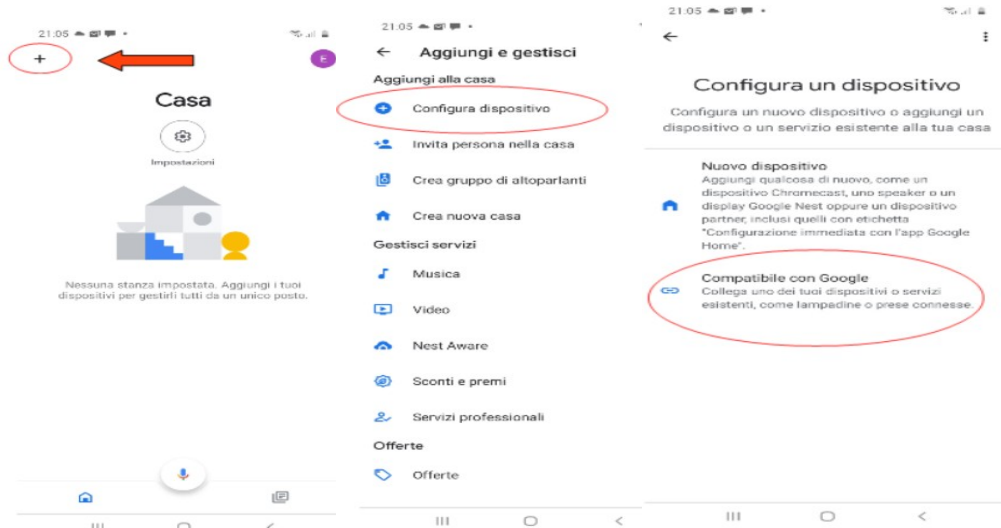 21:05
+
E
Casa
Impostazioni
Nessuna stanza impostata. Aggiungi i tuoi
dispositivi per gestirli tutti da un unico posto.
21:05
Aggiungi e gestisci
Aggiungi alla casa
Configura dispositivo
Invita persona nella casa
Crea gruppo di altoparlanti
Crea nuova casa
Gestisci servizi
Musica
Video
Nest Aware
Sconti e premi
Servizi professionali
Offerte
Offerte
21:05
Configura un dispositivo
Configura un nuovo dispositivo o aggiungi un
dispositivo o un servizio esistente alla tua casa
Nuovo dispositivo
Aggiungi qualcosa di nuovo, come un
dispositivo Chromecast, uno speaker o un
display Google Nest oppure un dispositivo
partner, inclusi quelli con etichetta
"Configurazione immediata con l'app Google
Home".
Compatibile con Google
Collega uno dei tuoi dispositivi o servizi
esistenti, come lampadine o prese connesse.